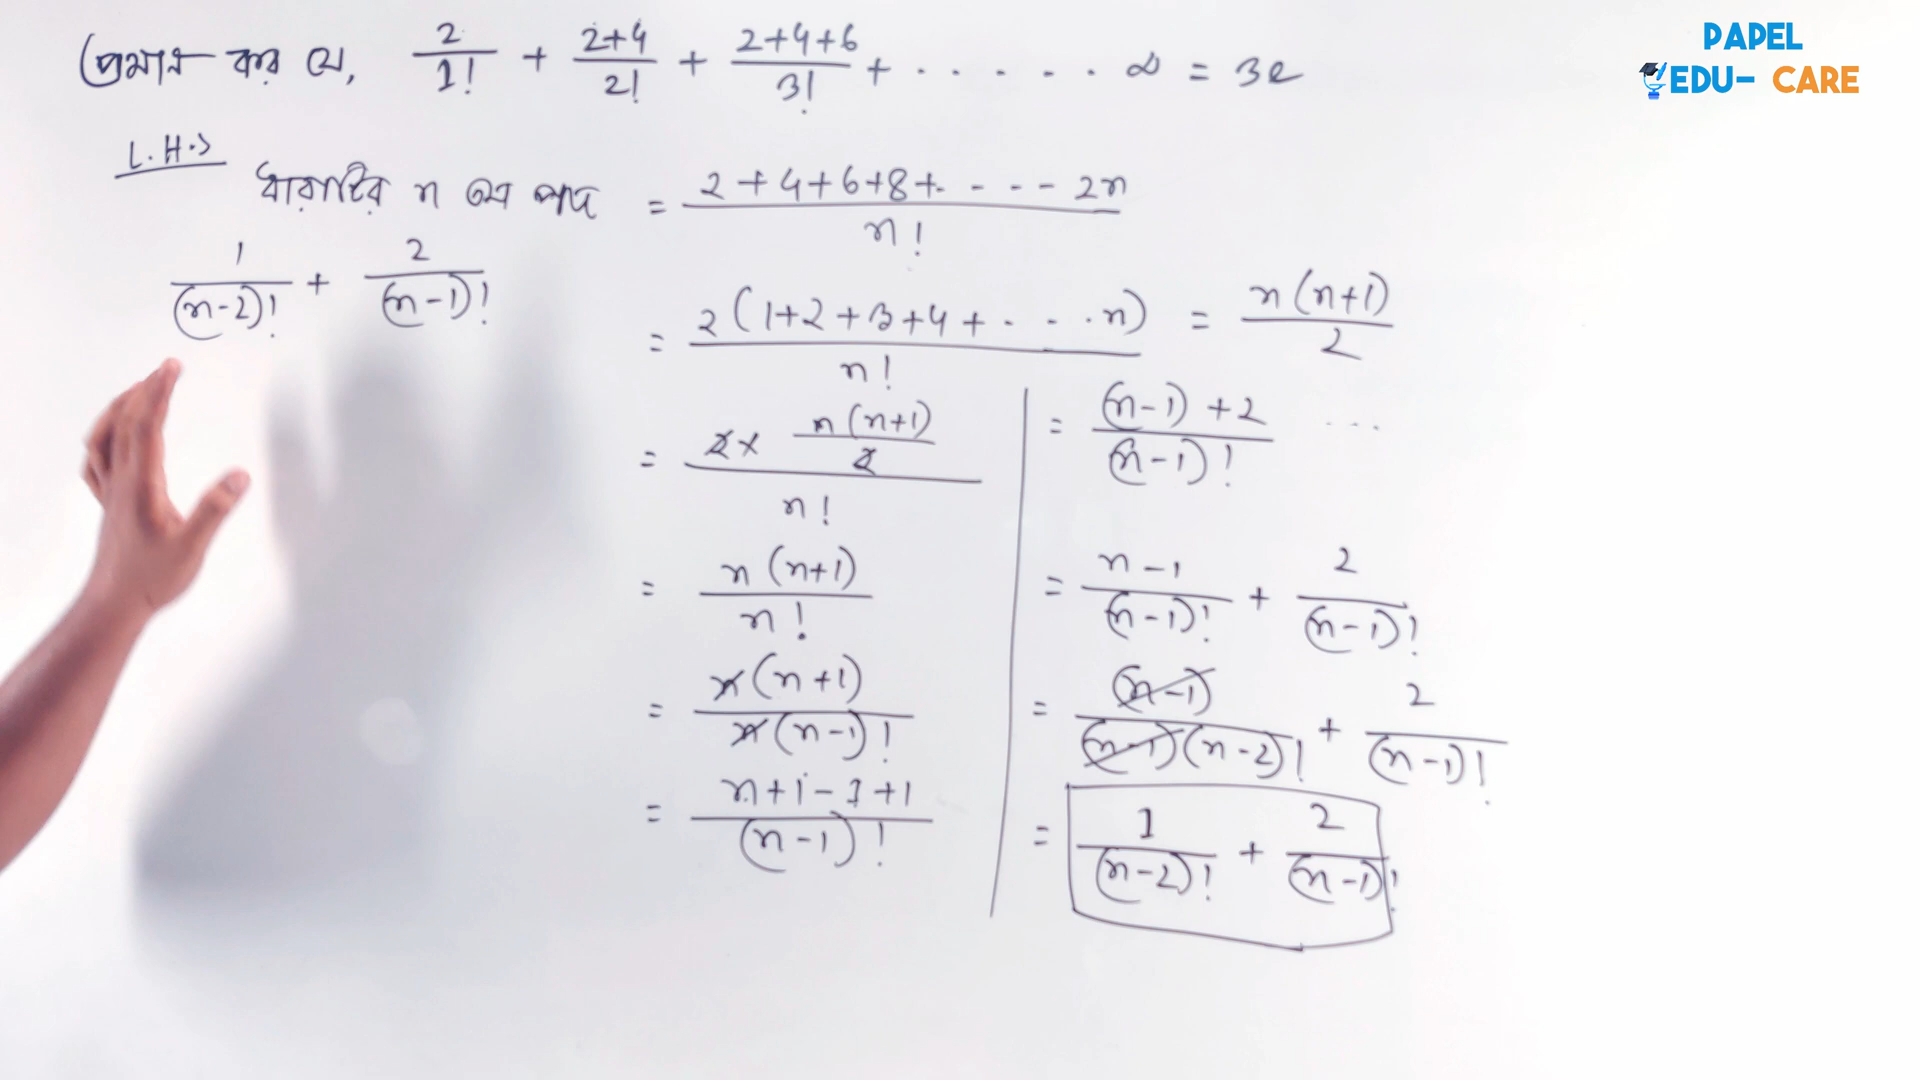 প্রমাণ কর যে, 2/1! + 2+4/2! + 2+4+6/3! + . . . . . . ∞ = 3e
L.H.S
ধারাটির n তম পদ = 2+4+6+8+. - - - 2n / n!
1/(n-2)! + 2/(n-1)!
= 2(1+2+3+4+ . . . . n) / n! = n(n+1)/2
= 2 x n(n+1)/2 / n!
= n(n+1) / n!
= n(n+1) / n(n-1)!
= n+1-1+1 / (n-1)!
= (n-1)+2 / (n-1)! ...
= n-1/(n-1)! + 2/(n-1)!
= (n-1)/(n-1)(n-2)! + 2/(n-1)!
= 1/(n-2)! + 2/(n-1)!
PAPEL
EDU- CARE